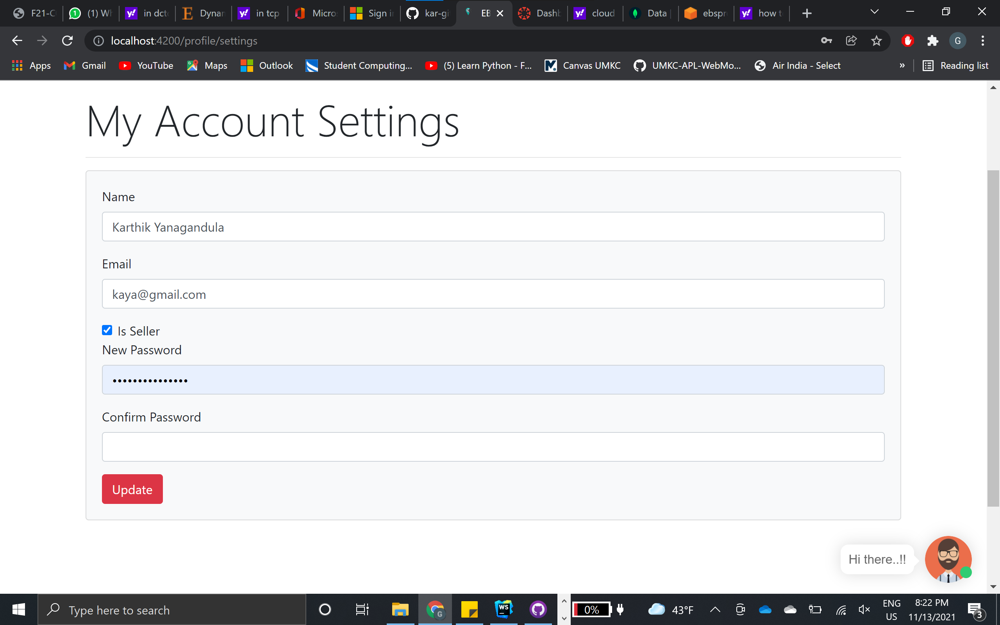 F21-C (1) Wh in dct Dynan in tcp Micro Sign i kar-gi EB Dash cloud Data ebspr how t
localhost:4200/profile/settings G
Apps Gmail YouTube Maps Outlook Student Computing... (5) Learn Python - F... Canvas UMKC UMKC-APL-WebMo... Air India - Select » Reading list
My Account Settings
Name
Karthik Yanagandula
Email
kaya@gmail.com
Is Seller
New Password
•••••••••••••••
Confirm Password
Update
Hi there..!!
Type here to search
WS
0%
43°F
ENG
US
8:22 PM
11/13/2021
3